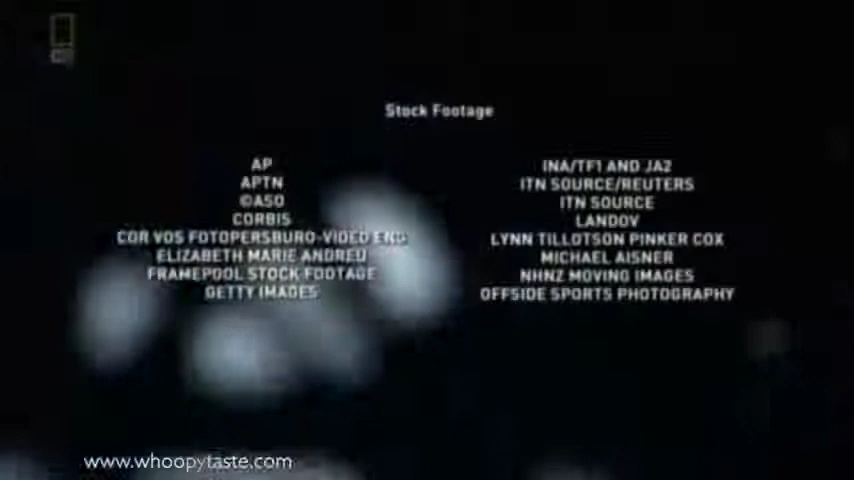 Stock Footage
AP
APTN
©ASO
CORBIS
COR VOS FOTOPERSBURO-VIDEO ENG
ELIZABETH MARIE ANDREU
FRAMEPOOL STOCK FOOTAGE
GETTY IMAGES
INA/TF1 AND JA2
ITN SOURCE/REUTERS
ITN SOURCE
LANDOV
LYNN TILLOTSON PINKER COX
MICHAEL AISNER
NHNZ MOVING IMAGES
OFFSIDE SPORTS PHOTOGRAPHY
www.whoopytaste.com